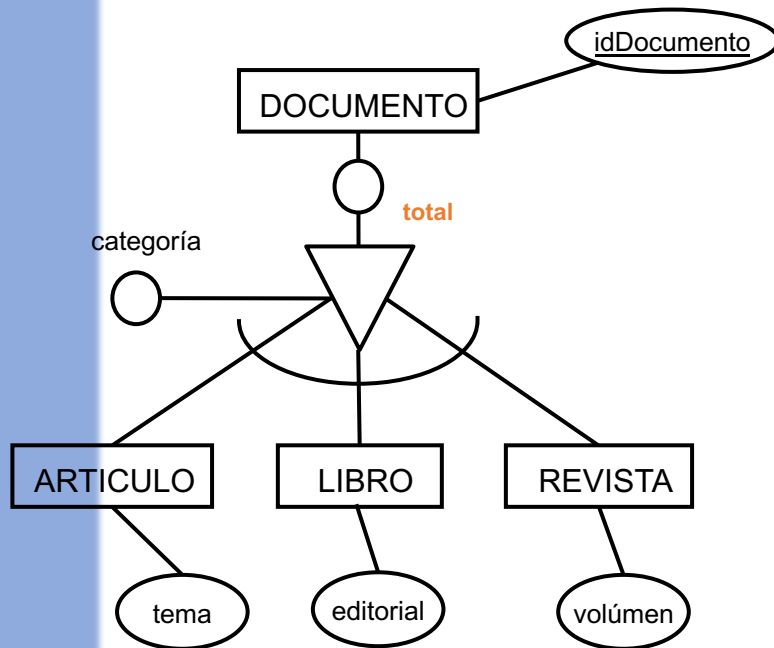 idDocumento
DOCUMENTO
total
categoría
ARTICULO
LIBRO
REVISTA
tema
editorial
volúmen